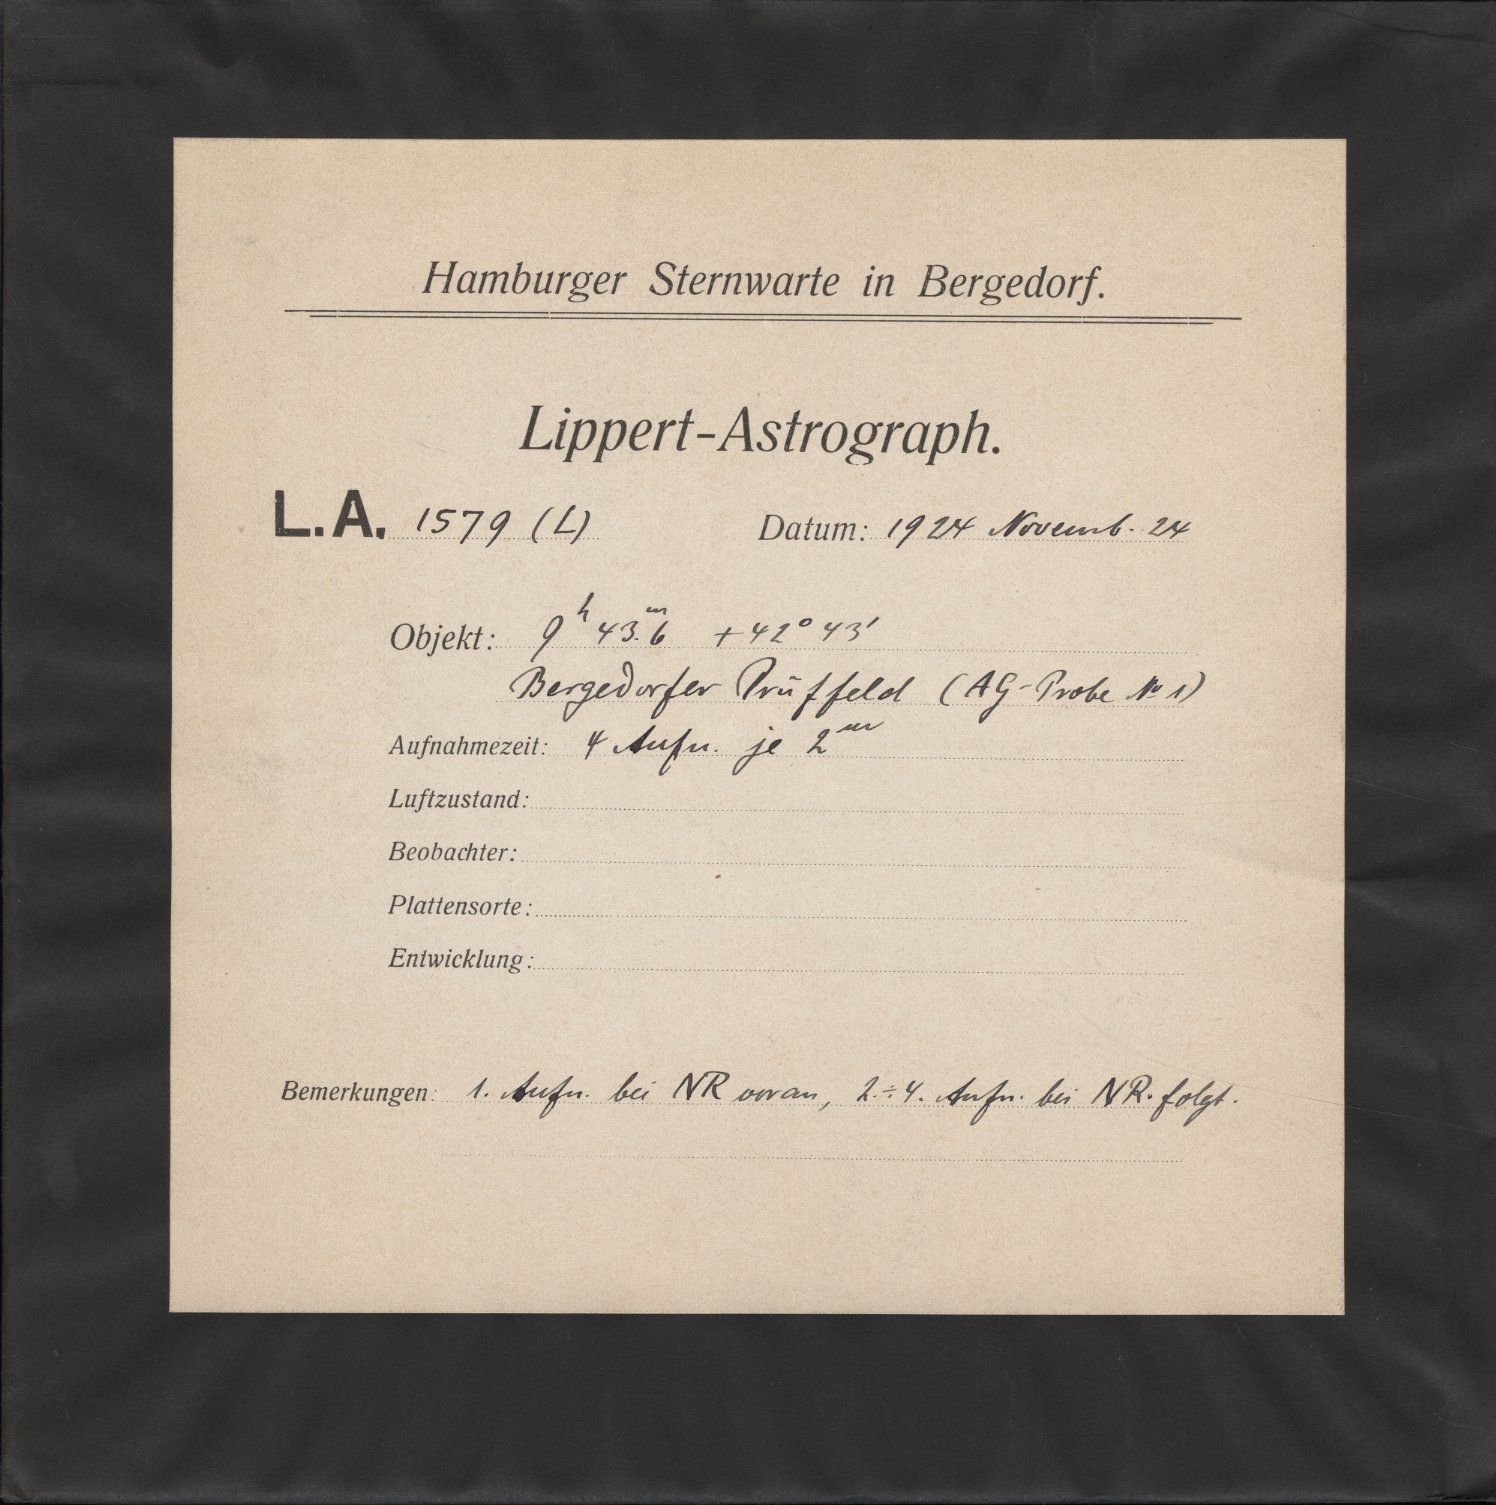 Hamburger Sternwarte in Bergedorf.
Lippert-Astrograph.
L.A. 1579 (L) Datum: 1924 Novemb. 24
Objekt: 9ʰ 43.ᵐ6 +42° 43'
Bergedorfer Prüffeld (AG-Probe № 1)
Aufnahmezeit: 4 Aufn. je 2ᵐ
Luftzustand:
Beobachter:
Plattensorte:
Entwicklung:
Bemerkungen: 1. Aufn. bei NR voran, 2.÷4. Aufn. bei NR. folgt.